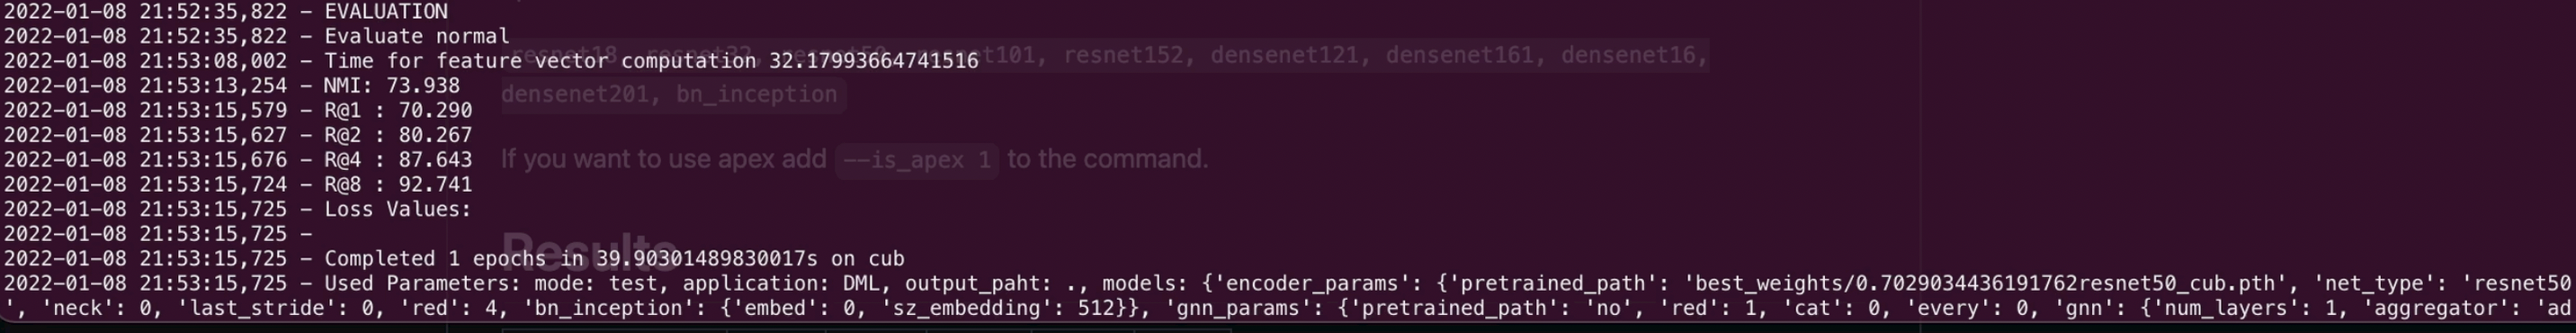 2022-01-08 21:52:35,822 - EVALUATION
2022-01-08 21:52:35,822 - Evaluate normal
resnet18, resnet32, resnet50, resnet101, resnet152, densenet121, densenet161, densenet16,
2022-01-08 21:53:08,002 - Time for feature vector computation 32.17993664741516
2022-01-08 21:53:13,254 - NMI: 73.938
densenet201, bn_inception
2022-01-08 21:53:15,579 - R@1 : 70.290
2022-01-08 21:53:15,627 - R@2 : 80.267
2022-01-08 21:53:15,676 - R@4 : 87.643
If you want to use apex add --is_apex 1 to the command.
2022-01-08 21:53:15,724 - R@8 : 92.741
2022-01-08 21:53:15,725 - Loss Values:
2022-01-08 21:53:15,725 -
Results
2022-01-08 21:53:15,725 - Completed 1 epochs in 39.90301489830017s on cub
2022-01-08 21:53:15,725 - Used Parameters: mode: test, application: DML, output_paht: ., models: {'encoder_params': {'pretrained_path': 'best_weights/0.7029034436191762resnet50_cub.pth', 'net_type': 'resnet50
', 'neck': 0, 'last_stride': 0, 'red': 4, 'bn_inception': {'embed': 0, 'sz_embedding': 512}}, 'gnn_params': {'pretrained_path': 'no', 'red': 1, 'cat': 0, 'every': 0, 'gnn': {'num_layers': 1, 'aggregator': 'ad